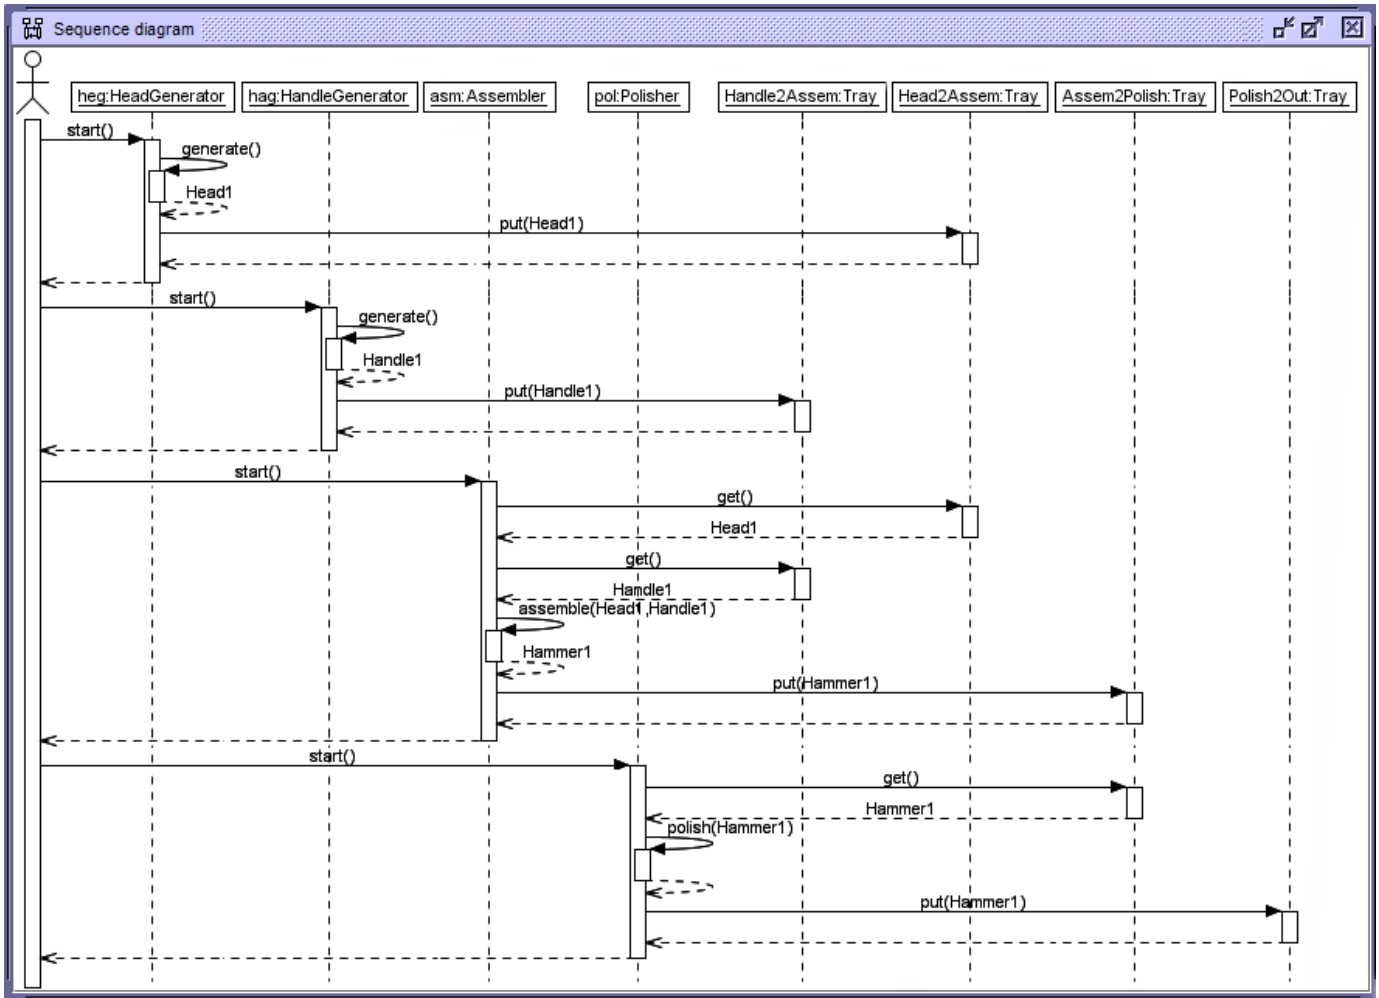 Sequence diagram
heg:HeadGenerator hag:HandleGenerator asm:Assembler pol:Polisher Handle2Assem:Tray Head2Assem:Tray Assem2Polish:Tray Polish2Out:Tray
start()
generate()
Head1
put(Head1)
start()
generate()
Handle1
put(Handle1)
start()
get()
Head1
get()
Handle1
assemble(Head1,Handle1)
Hammer1
put(Hammer1)
start()
get()
Hammer1
polish(Hammer1)
put(Hammer1)